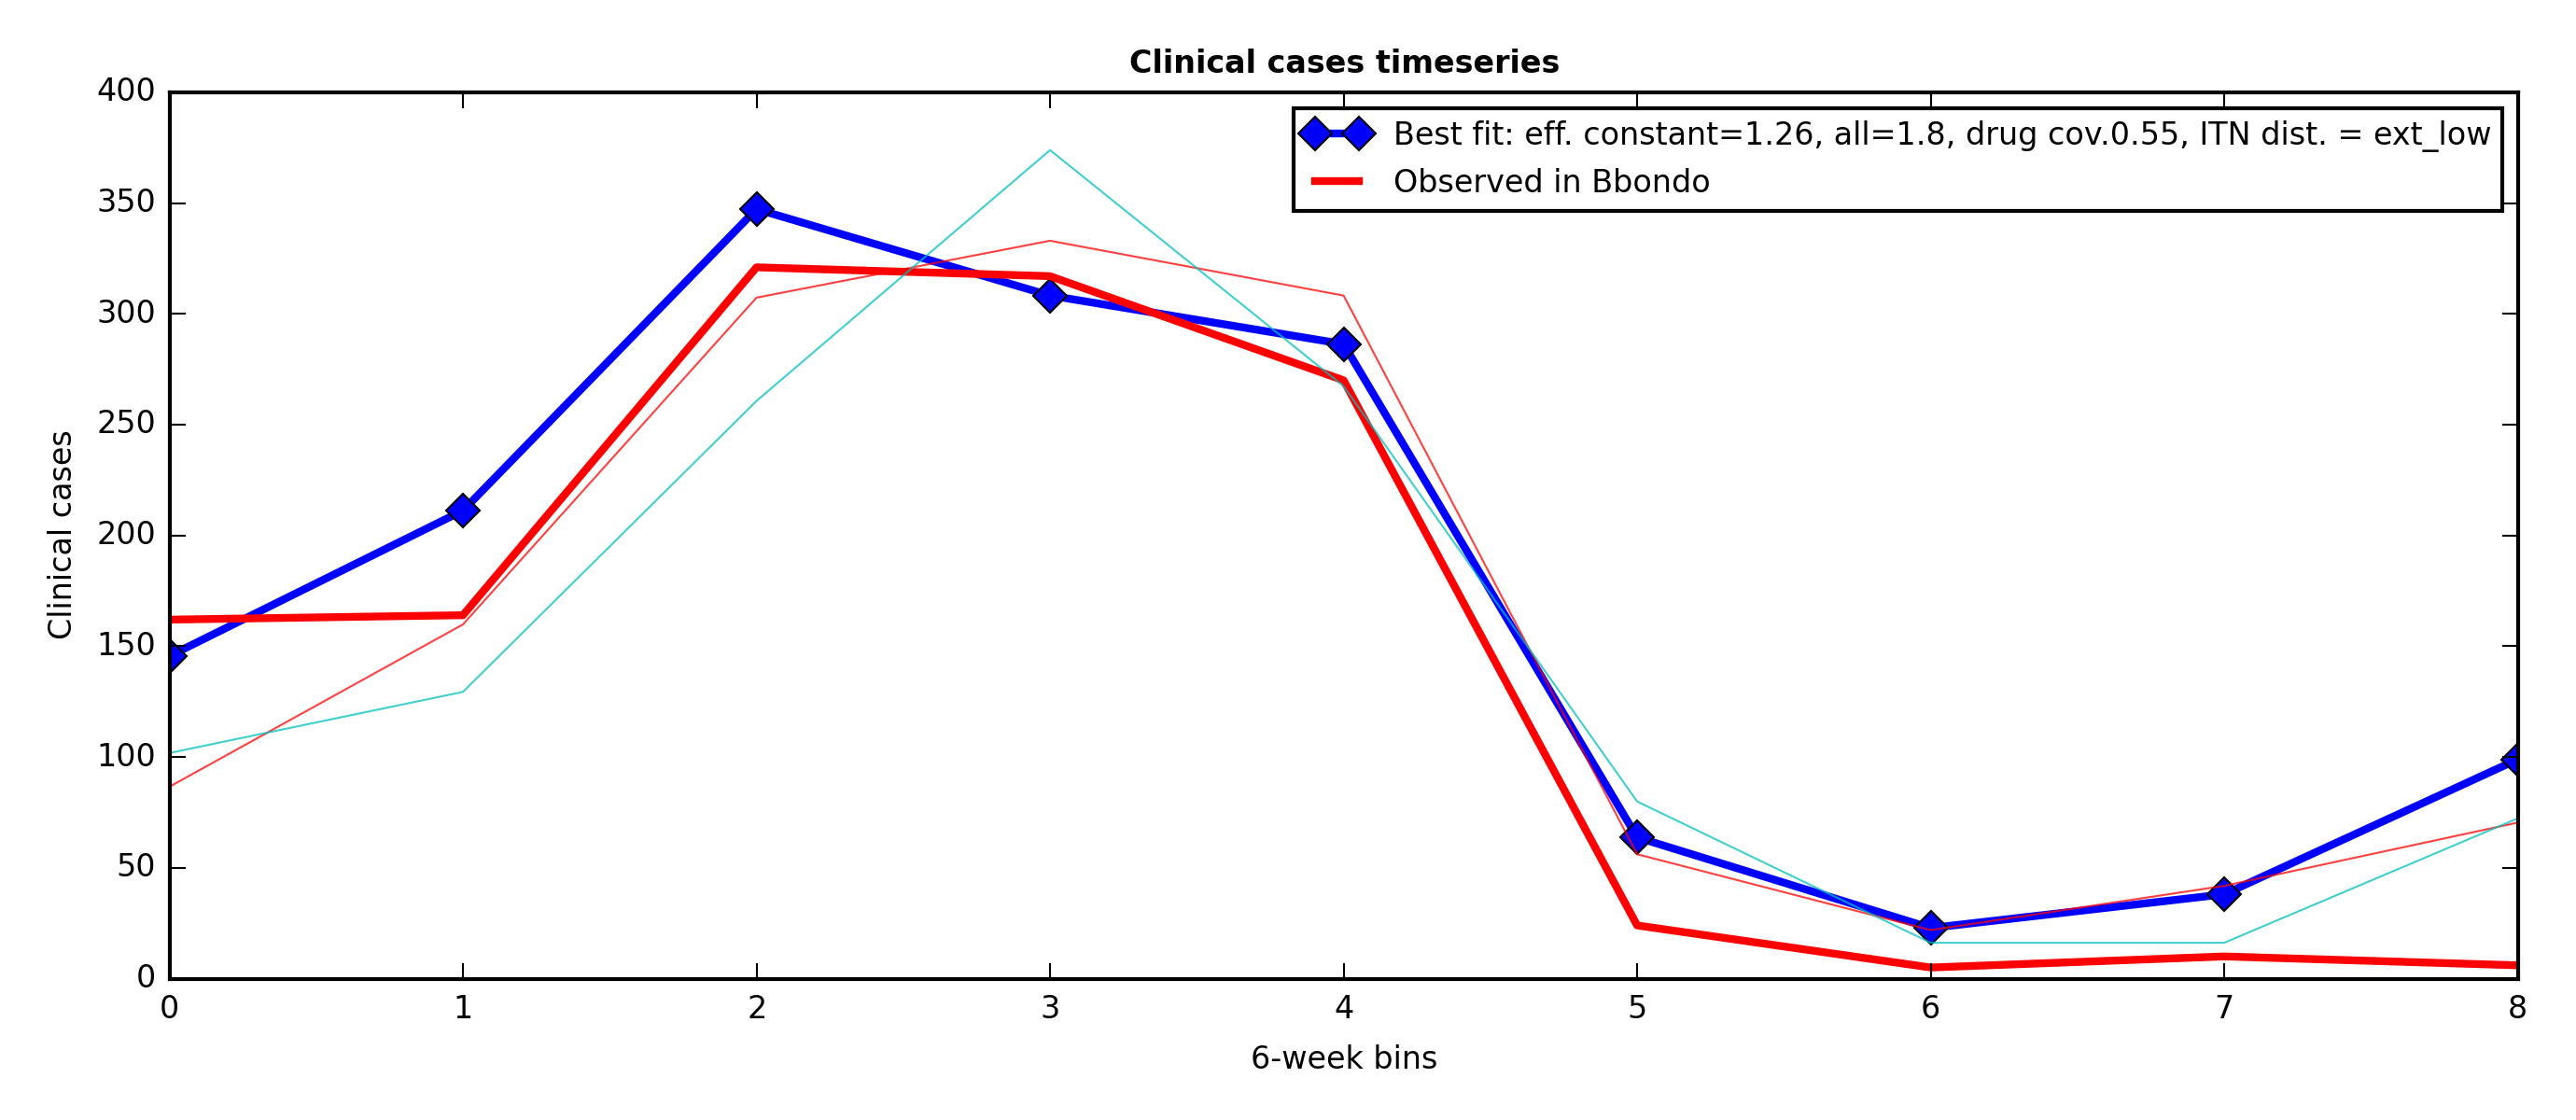 Clinical cases timeseries
400
350
300
250
200
150
100
50
0
Clinical cases
Best fit: eff. constant=1.26, all=1.8, drug cov.0.55, ITN dist. = ext_low
Observed in Bbondo
0 1 2 3 4 5 6 7 8
6-week bins